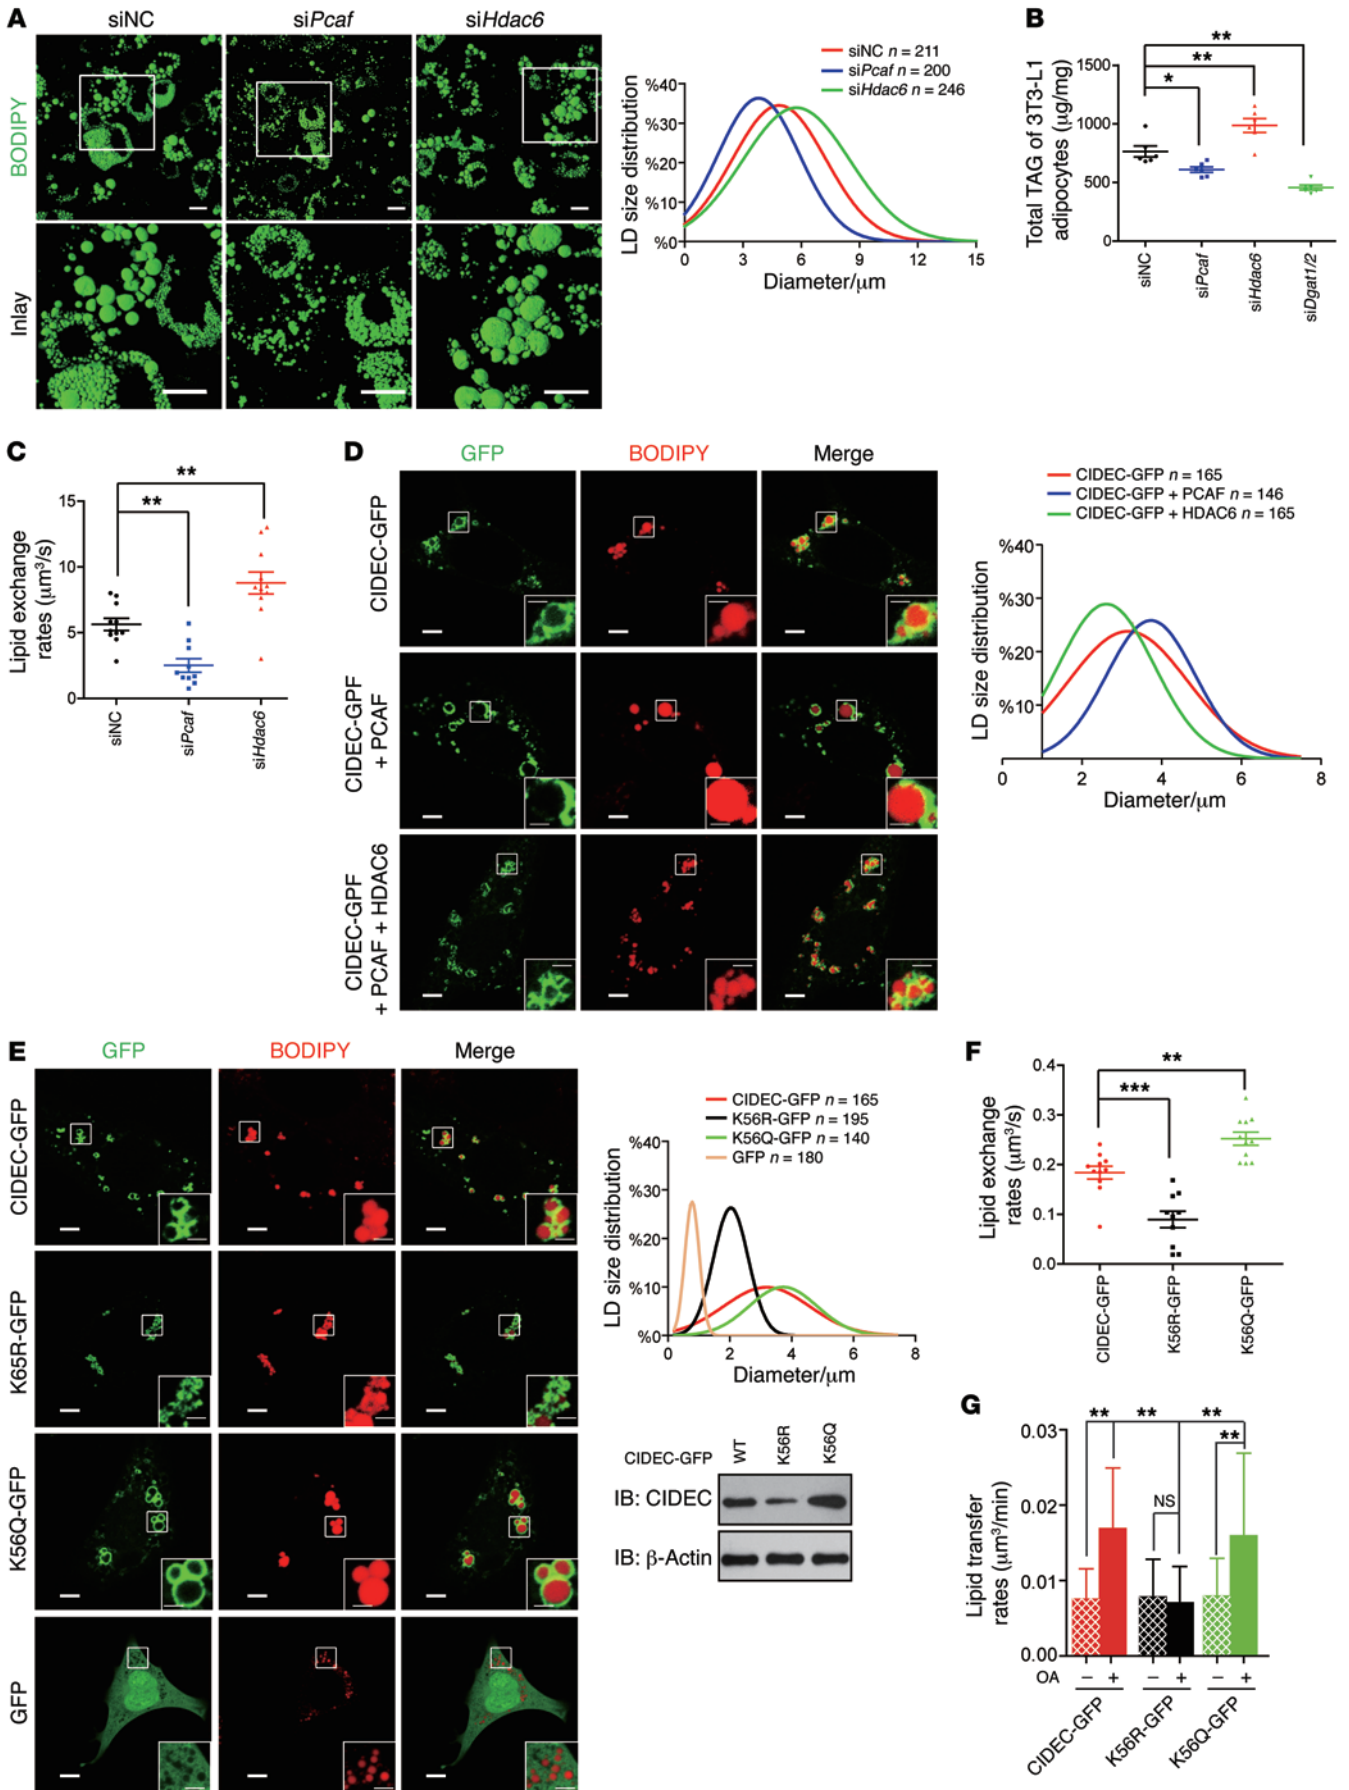 A
siNC
siPcaf
siHdac6
BODIPY
Inlay
siNC n = 211
siPcaf n = 200
siHdac6 n = 246
LD size distribution
%40
%30
%20
%10
%0
0 3 6 9 12 15
Diameter/μm
B
** 
**
*
Total TAG of 3T3-L1
adipocytes (ug/mg)
1500
1000
500
0
siNC
siPcaf
siHdac6
siDgat1/2
C
**
**
Lipid exchange
rates (μm³/s)
15
10
5
0
siNC
siPcaf
siHdac6
D
GFP
BODIPY
Merge
CIDEC-GFP
CIDEC-GPF
+ PCAF
CIDEC-GPF
+ PCAF + HDAC6
CIDEC-GFP n = 165
CIDEC-GFP + PCAF n = 146
CIDEC-GFP + HDAC6 n = 165
LD size distribution
%40
%30
%20
%10
0 2 4 6 8
Diameter/μm
E
GFP
BODIPY
Merge
CIDEC-GFP
K65R-GFP
K56Q-GFP
GFP
CIDEC-GFP n = 165
K56R-GFP n = 195
K56Q-GFP n = 140
GFP n = 180
LD size distribution
%40
%30
%20
%10
%0
0 2 4 6 8
Diameter/μm
CIDEC-GFP
WT
K56R
K56Q
IB: CIDEC
IB: β-Actin
F
**
***
Lipid exchange
rates (μm³/s)
0.4
0.3
0.2
0.1
0.0
CIDEC-GFP
K56R-GFP
K56Q-GFP
G
** ** **
**
NS
Lipid transfer
rates (μm³/min)
0.03
0.02
0.01
0.00
OA − + − + − +
CIDEC-GFP
K56R-GFP
K56Q-GFP